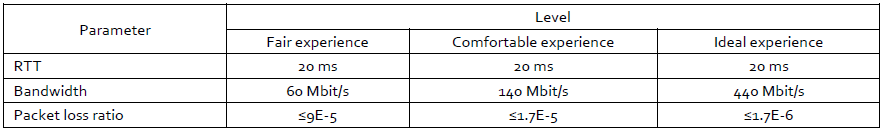 Parameter
Level
Fair experience Comfortable experience Ideal experience
RTT 20 ms 20 ms 20 ms
Bandwidth 60 Mbit/s 140 Mbit/s 440 Mbit/s
Packet loss ratio ≤9E-5 ≤1.7E-5 ≤1.7E-6